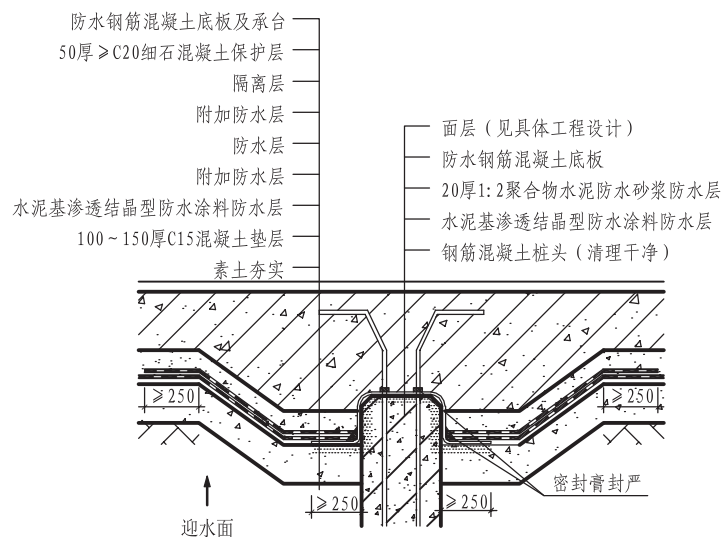 防水钢筋混凝土底板及承台
50厚≥C20细石混凝土保护层
隔离层
附加防水层
防水层
附加防水层
水泥基渗透结晶型防水涂料防水层
100~150厚C15混凝土垫层
素土夯实
面层（见具体工程设计）
防水钢筋混凝土底板
20厚1:2聚合物水泥防水砂浆防水层
水泥基渗透结晶型防水涂料防水层
钢筋混凝土桩头（清理干净）
≥250
≥250
≥250
≥250
密封膏封严
迎水面